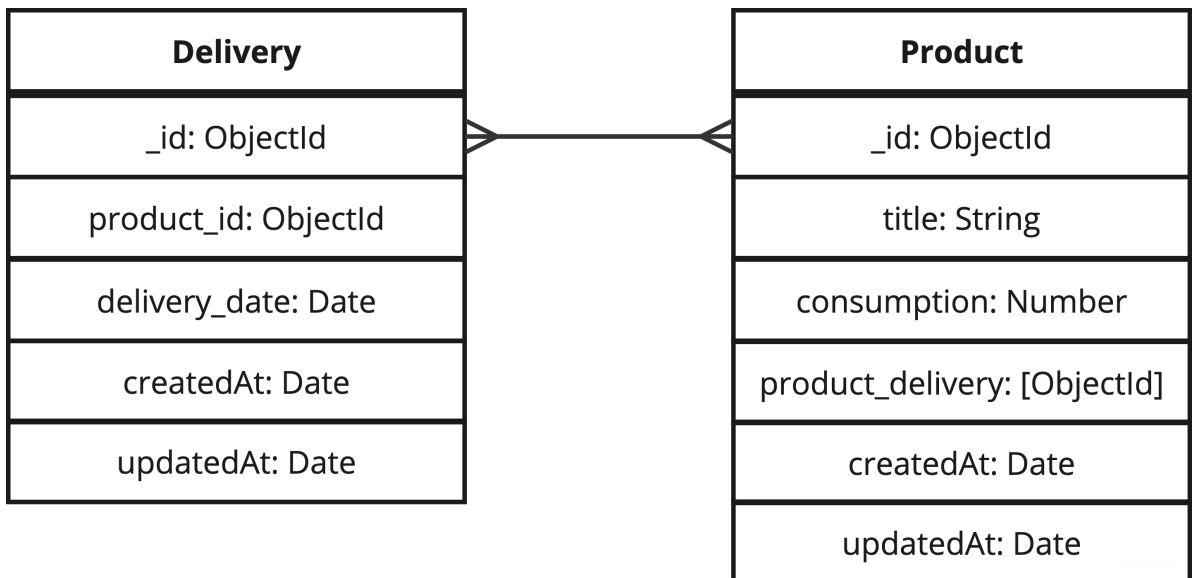 Delivery
_id: ObjectId
product_id: ObjectId
delivery_date: Date
createdAt: Date
updatedAt: Date
Product
_id: ObjectId
title: String
consumption: Number
product_delivery: [ObjectId]
createdAt: Date
updatedAt: Date